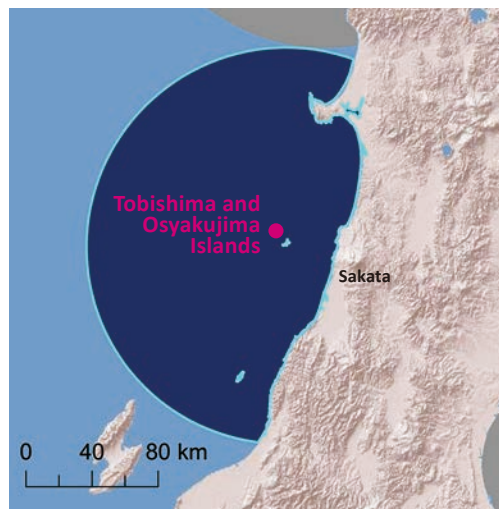 Tobishima and
Osyakujima
Islands
Sakata
0 40 80 km